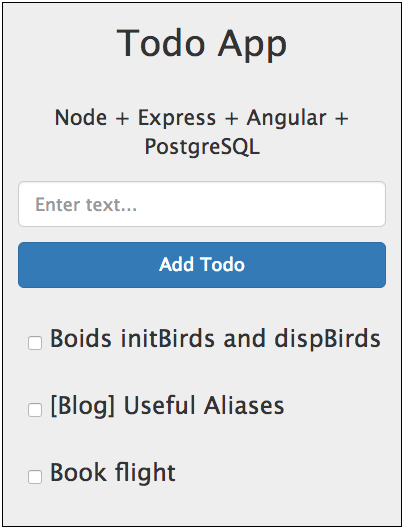 Todo App
Node + Express + Angular +
PostgreSQL
Enter text...
Add Todo
Boids initBirds and dispBirds
[Blog] Useful Aliases
Book flight